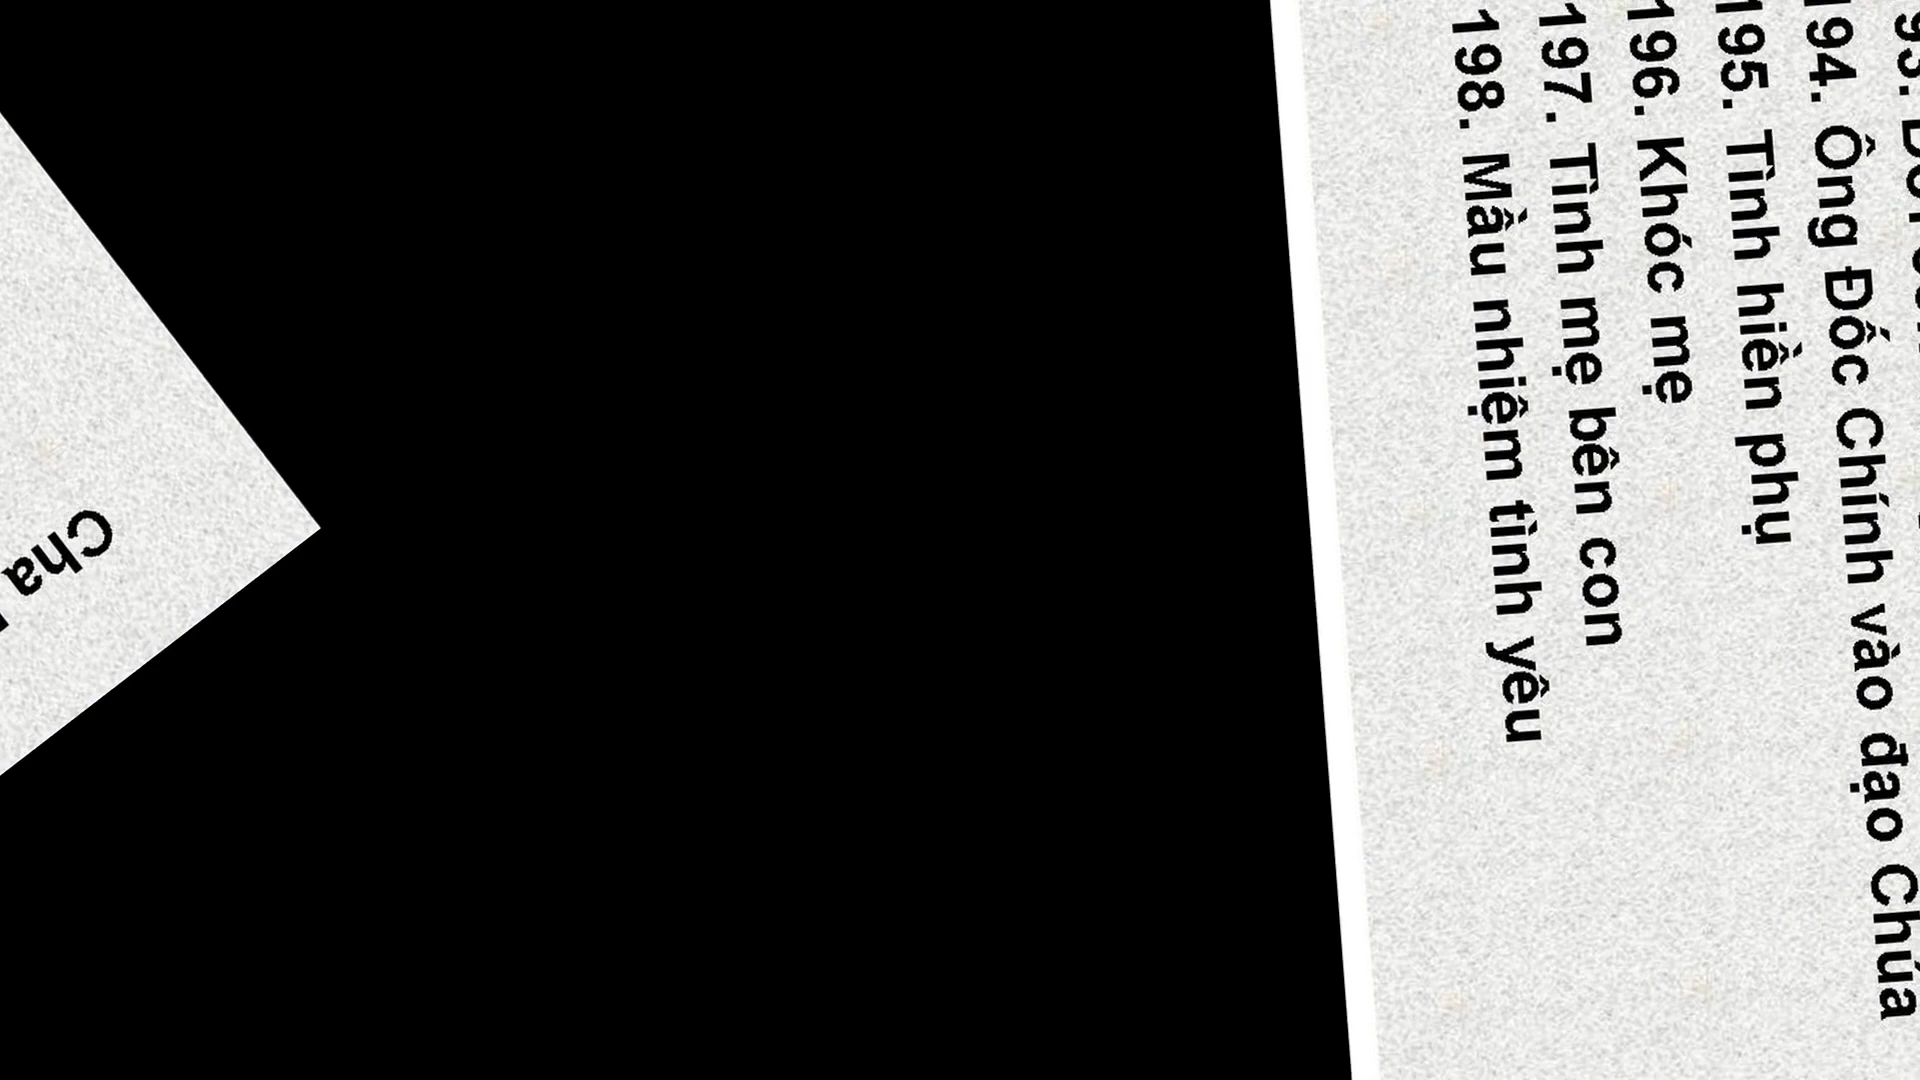 194. Ông Đốc Chính vào đạo Chúa
195. Tình hiền phụ
196. Khóc mẹ
197. Tình mẹ bên con
198. Mầu nhiệm tình yêu
Cha